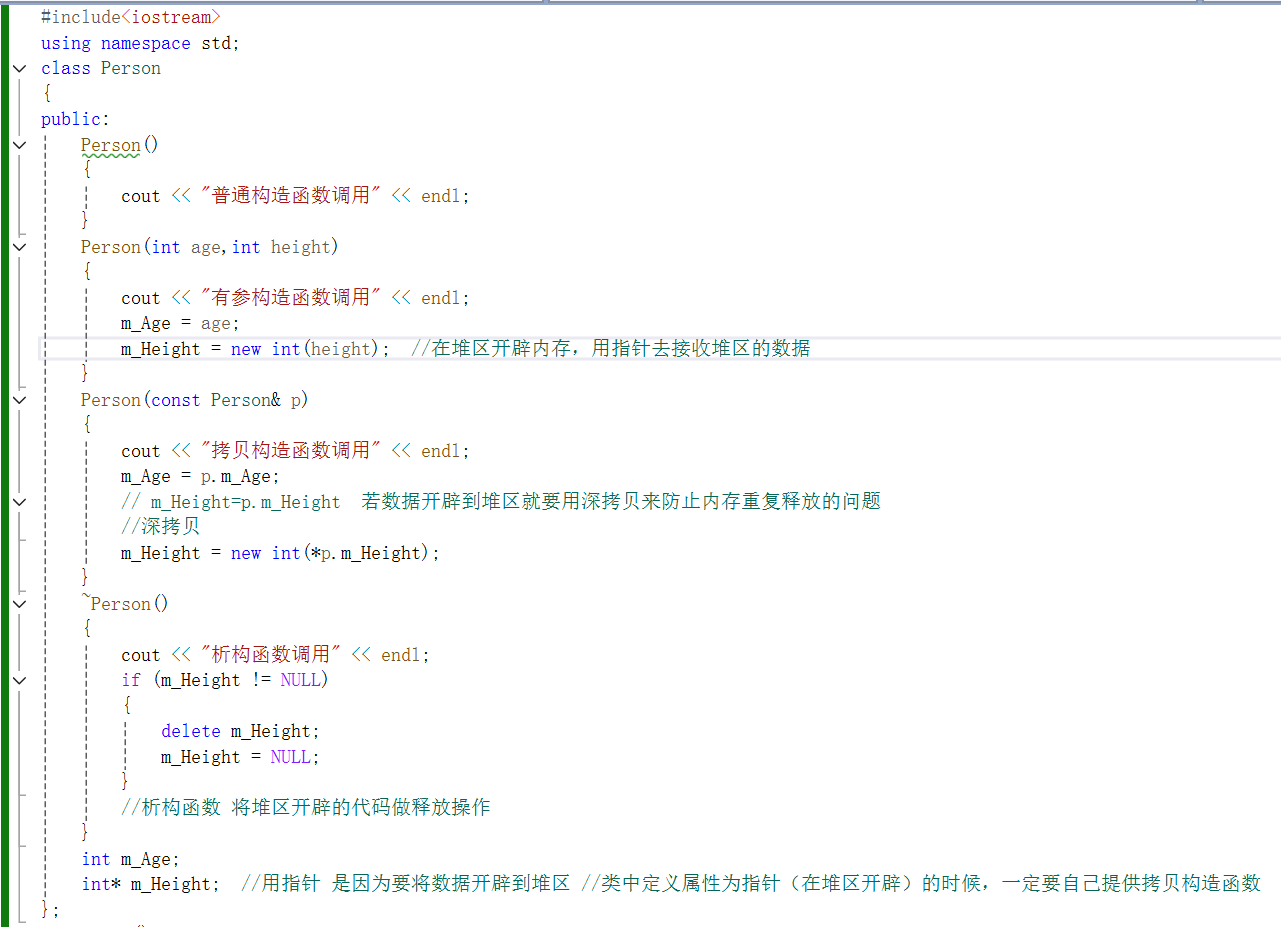 #include<iostream>
using namespace std;
class Person
{
public:
    Person()
    {
        cout << "普通构造函数调用" << endl;
    }
    Person(int age,int height)
    {
        cout << "有参构造函数调用" << endl;
        m_Age = age;
        m_Height = new int(height);  //在堆区开辟内存，用指针去接收堆区的数据
    }
    Person(const Person& p)
    {
        cout << "拷贝构造函数调用" << endl;
        m_Age = p.m_Age;
        // m_Height=p.m_Height  若数据开辟到堆区就要用深拷贝来防止内存重复释放的问题
        //深拷贝
        m_Height = new int(*p.m_Height);
    }
    ~Person()
    {
        cout << "析构函数调用" << endl;
        if (m_Height != NULL)
        {
            delete m_Height;
            m_Height = NULL;
        }
        //析构函数 将堆区开辟的代码做释放操作
    }
    int m_Age;
    int* m_Height;  //用指针 是因为要将数据开辟到堆区 //类中定义属性为指针（在堆区开辟）的时候，一定要自己提供拷贝构造函数
};